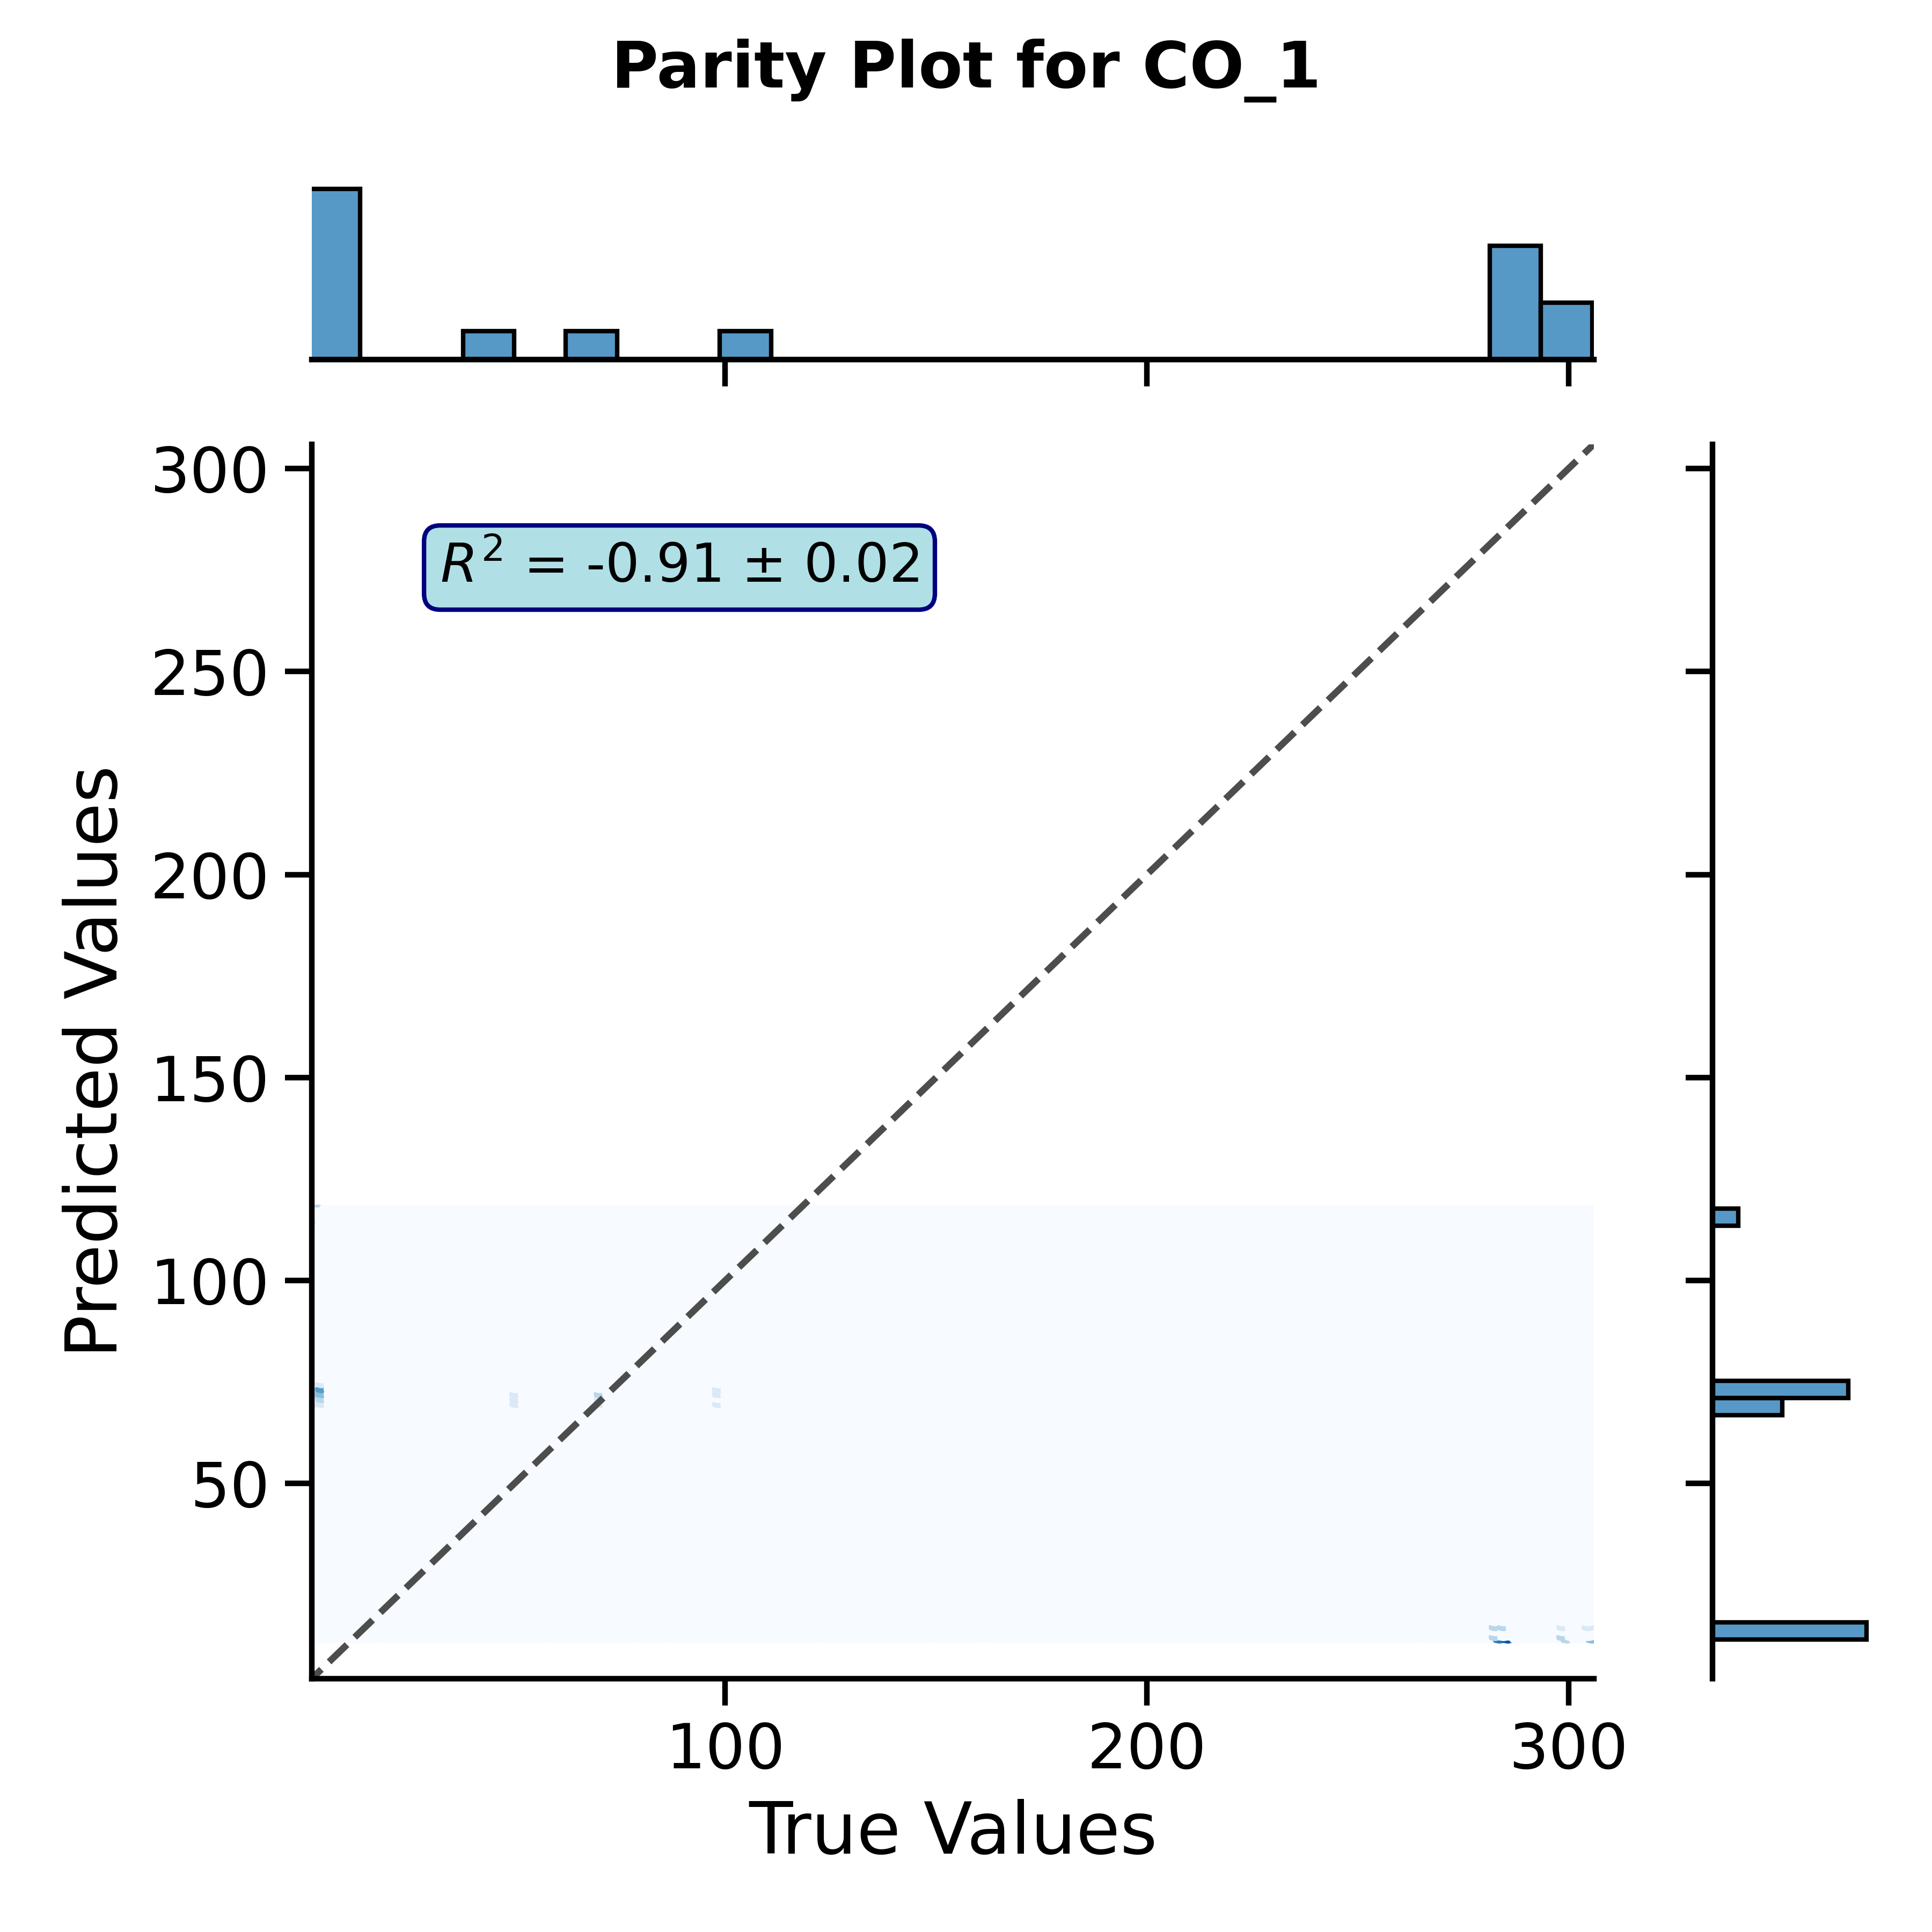 Parity Plot for CO_1
R² = -0.91 ± 0.02
Predicted Values
300
250
200
150
100
50
100 200 300
True Values